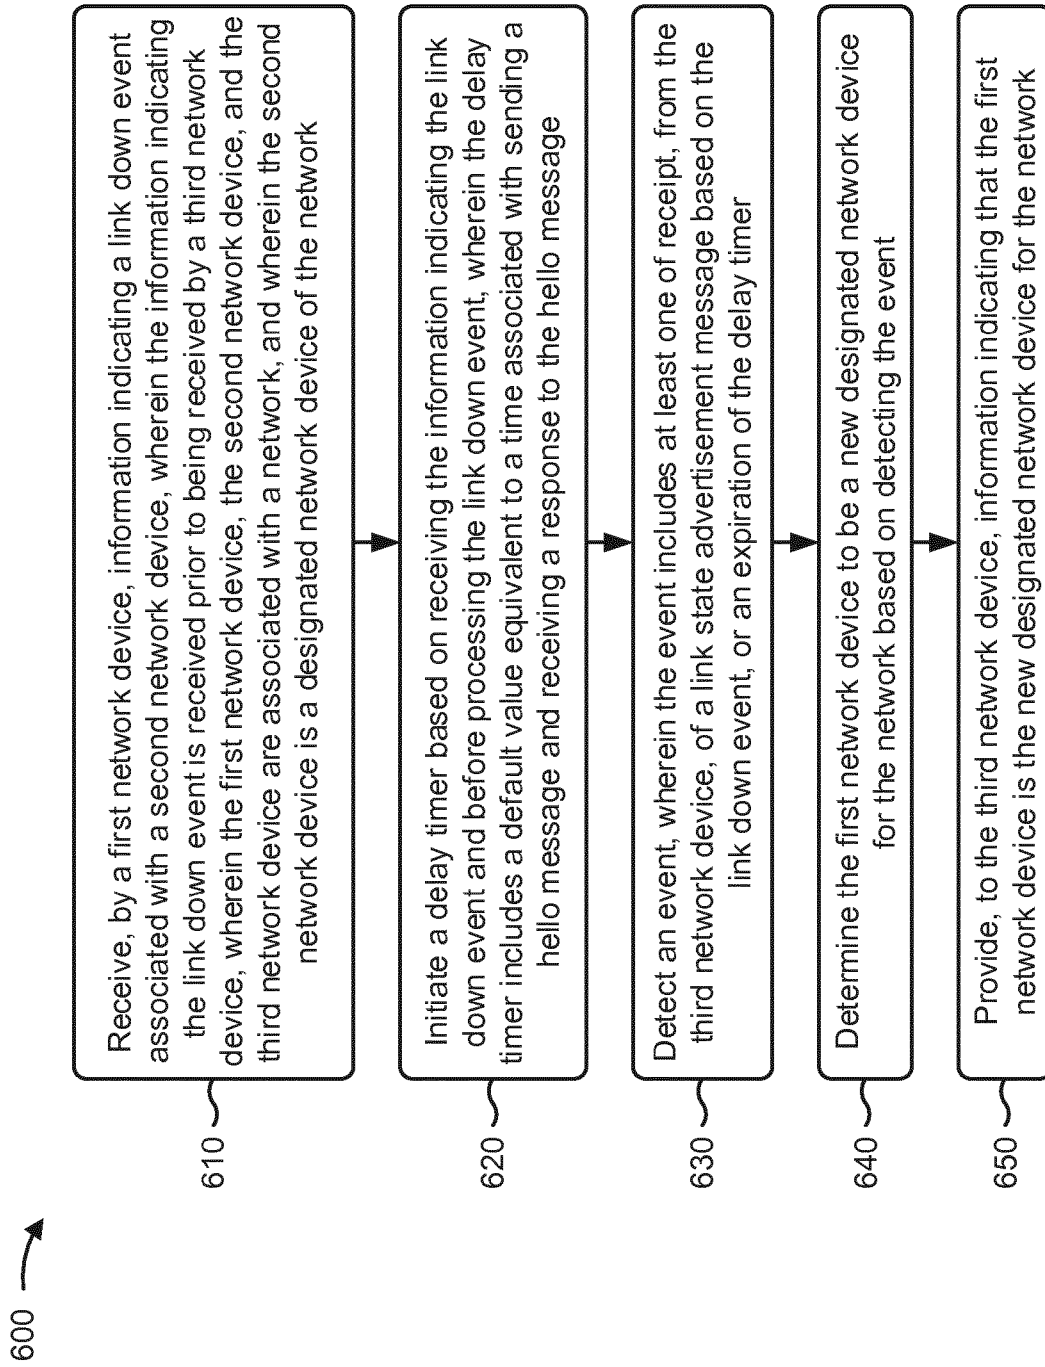 600
610
Receive, by a first network device, information indicating a link down event
associated with a second network device, wherein the information indicating
the link down event is received prior to being received by a third network
device, wherein the first network device, the second network device, and the
third network device are associated with a network, and wherein the second
network device is a designated network device of the network
620
Initiate a delay timer based on receiving the information indicating the link
down event and before processing the link down event, wherein the delay
timer includes a default value equivalent to a time associated with sending a
hello message and receiving a response to the hello message
630
Detect an event, wherein the event includes at least one of receipt, from the
third network device, of a link state advertisement message based on the
link down event, or an expiration of the delay timer
640
Determine the first network device to be a new designated network device
for the network based on detecting the event
650
Provide, to the third network device, information indicating that the first
network device is the new designated network device for the network